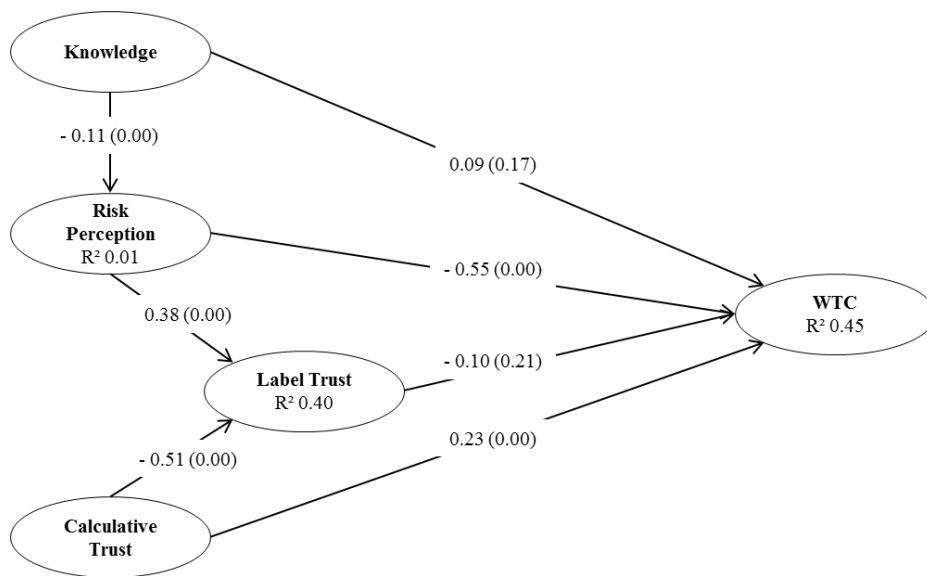 Knowledge
- 0.11 (0.00)
0.09 (0.17)
Risk
Perception
R² 0.01
- 0.55 (0.00)
WTC
R² 0.45
0.38 (0.00)
Label Trust
R² 0.40
- 0.10 (0.21)
0.23 (0.00)
- 0.51 (0.00)
Calculative
Trust